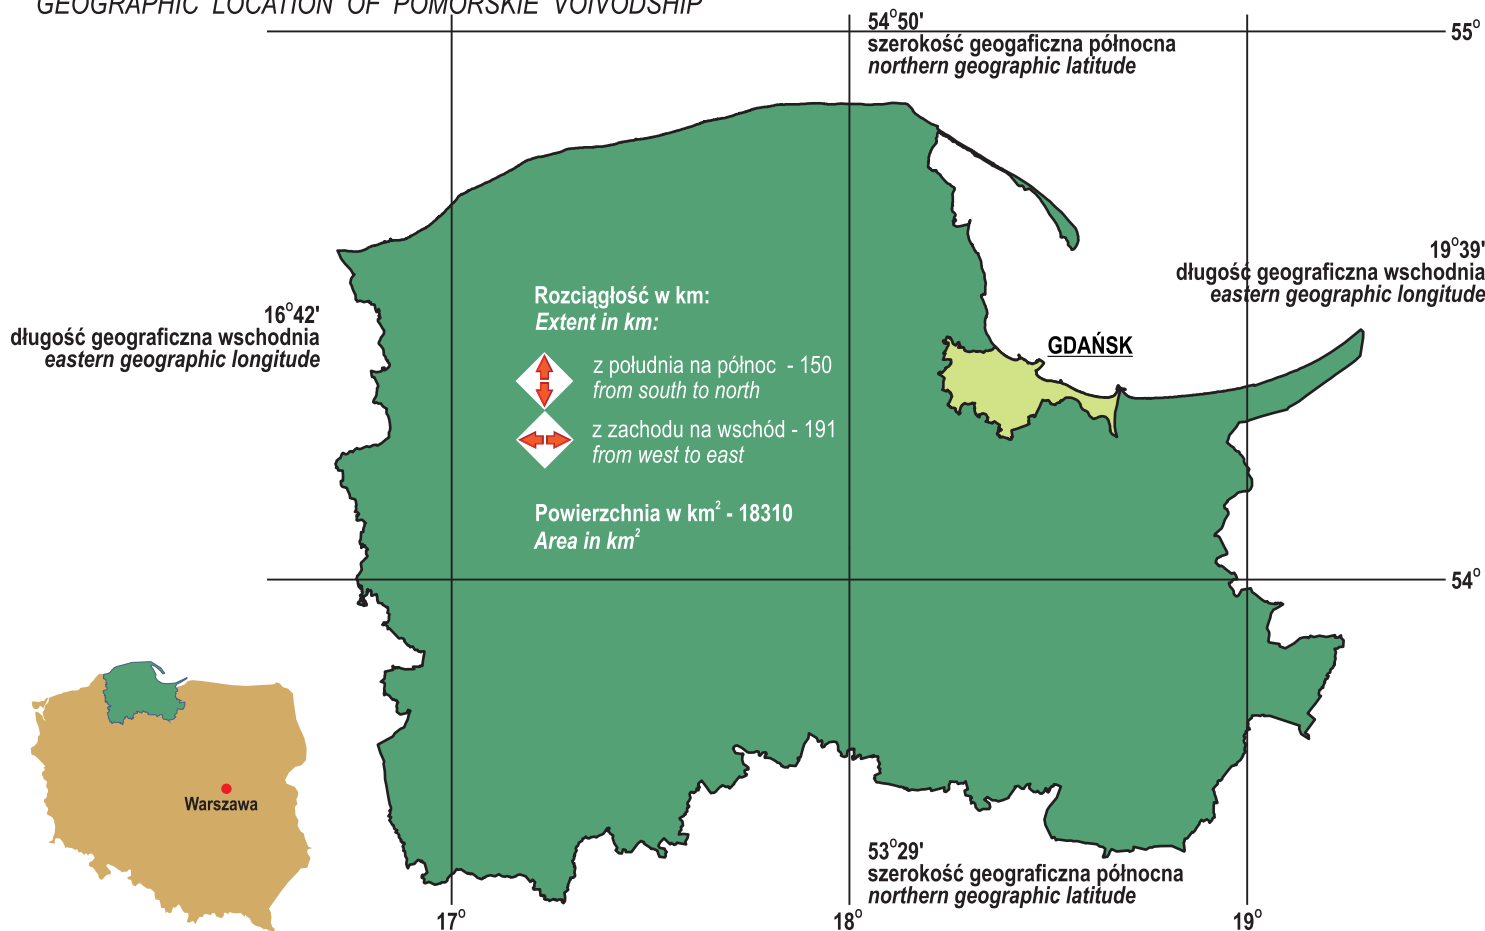 GEOGRAPHIC LOCATION OF POMORSKIE VOIVODSHIP
54°50'
szerokość geogaficzna północna
northern geographic latitude
55°
19°39'
długość geograficzna wschodnia
eastern geographic longitude
16°42'
długość geograficzna wschodnia
eastern geographic longitude
Rozciągłość w km:
Extent in km:
z południa na północ - 150
from south to north
z zachodu na wschód - 191
from west to east
Powierzchnia w km² - 18310
Area in km²
GDAŃSK
54°
Warszawa
53°29'
szerokość geograficzna północna
northern geographic latitude
17°
18°
19°